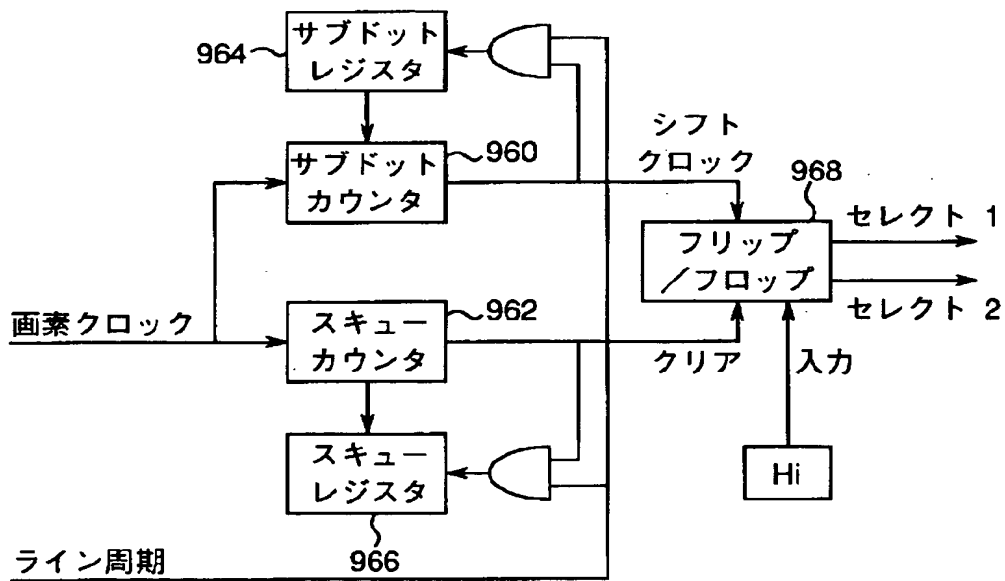 サブドット
レジスタ
964
サブドット
カウンタ
960
シフト
クロック
968
フリップ
／フロップ
セレクト 1
セレクト 2
画素クロック
スキュー
カウンタ
962
クリア
入力
スキュー
レジスタ
966
Hi
ライン周期